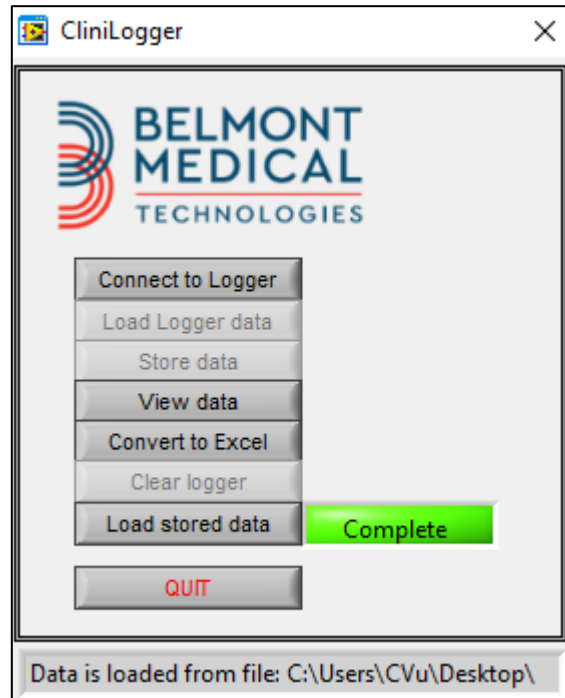 CliniLogger
BELMONT
MEDICAL
TECHNOLOGIES
Connect to Logger
Load Logger data
Store data
View data
Convert to Excel
Clear logger
Load stored data
Complete
QUIT
Data is loaded from file: C:\Users\CVu\Desktop\